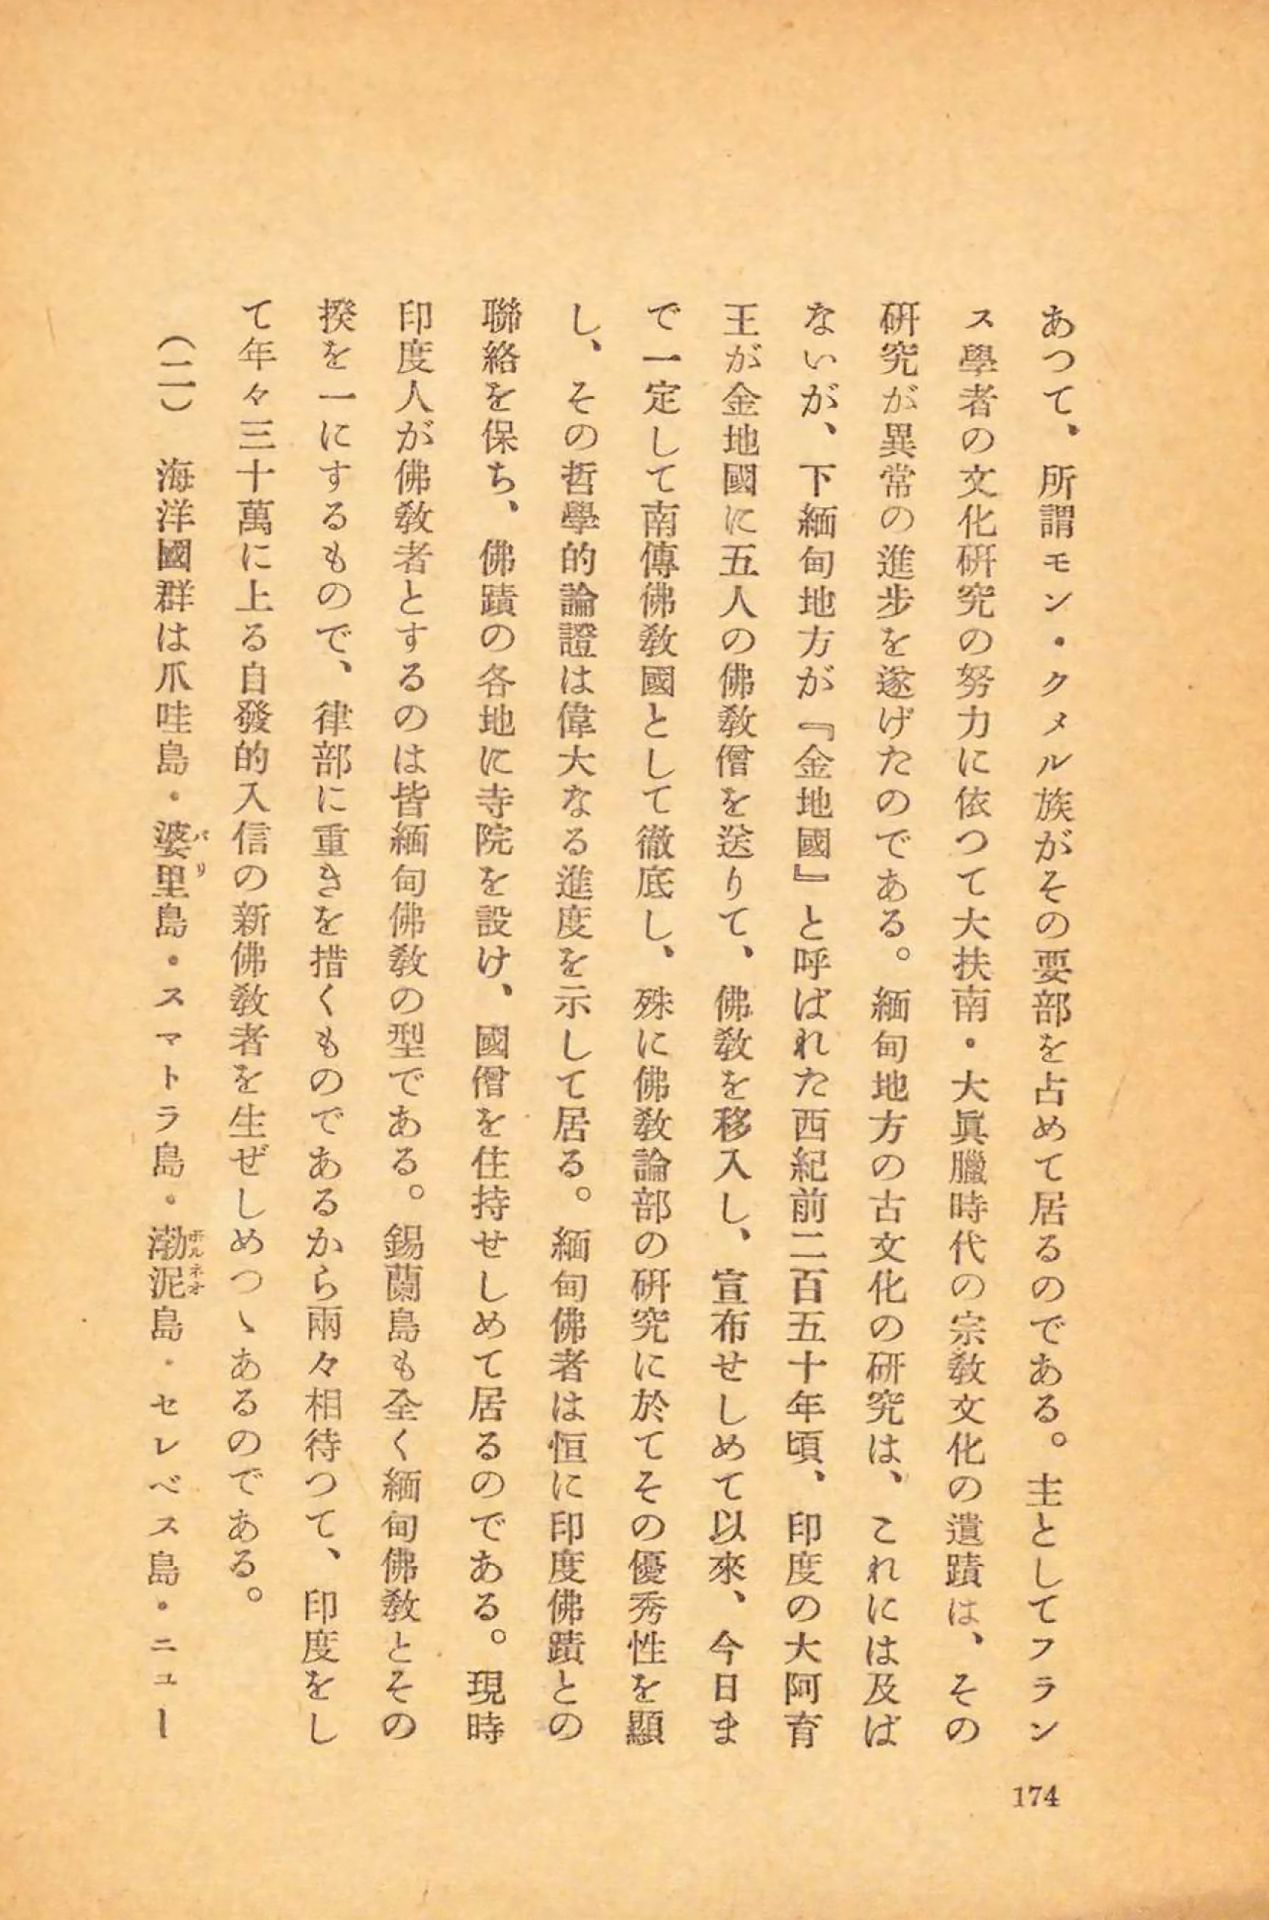 あつて、所謂モン・クメル族がその要部を占めて居るのである。主としてフラン
ス學者の文化硏究の努力に依つて大扶南・大眞臘時代の宗敎文化の遺蹟は、その
硏究が異常の進步を遂げたのである。緬甸地方の古文化の硏究は、これには及ば
ないが、下緬甸地方が『金地國』と呼ばれた西紀前二百五十年頃、印度の大阿育
王が金地國に五人の佛敎僧を送りて、佛敎を移入し、宣布せしめて以來、今日ま
で一定して南傳佛敎國として徹底し、殊に佛敎論部の硏究に於てその優秀性を顯
し、その哲學的論證は偉大なる進度を示して居る。緬甸佛者は恒に印度佛蹟との
聯絡を保ち、佛蹟の各地に寺院を設け、國僧を住持せしめて居るのである。現時
印度人が佛敎者とするのは皆緬甸佛敎の型である。錫蘭島も全く緬甸佛敎とその
揆を一にするもので、律部に重きを措くものであるから兩々相待つて、印度をし
て年々三十萬に上る自發的入信の新佛敎者を生ぜしめつゝあるのである。
（二）　海洋國群は爪哇島・婆里島・スマトラ島・渤泥島・セレベス島・ニュー
バリ
ボルネオ
174